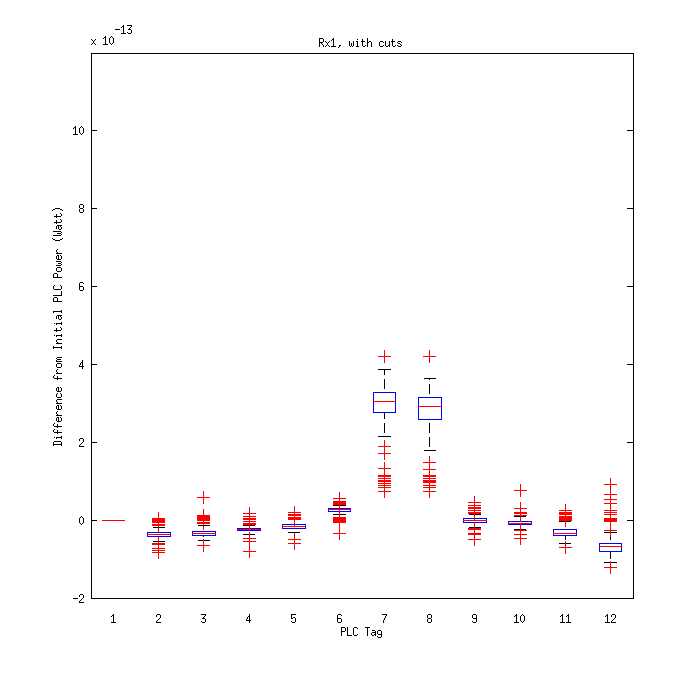 x 10-13
Rx1, with cuts
10
8
6
4
2
0
-2
Difference from Initial PLC Power (Watt)
1 2 3 4 5 6 7 8 9 10 11 12
PLC Tag